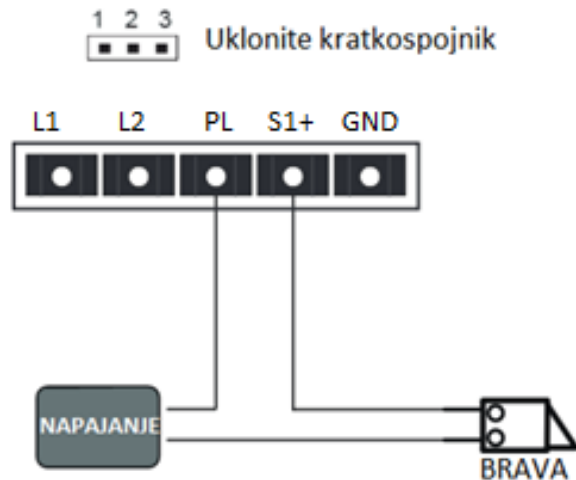 1 2 3
Uklonite kratkospojnik
L1 L2 PL S1+ GND
NAPAJANJE
BRAVA